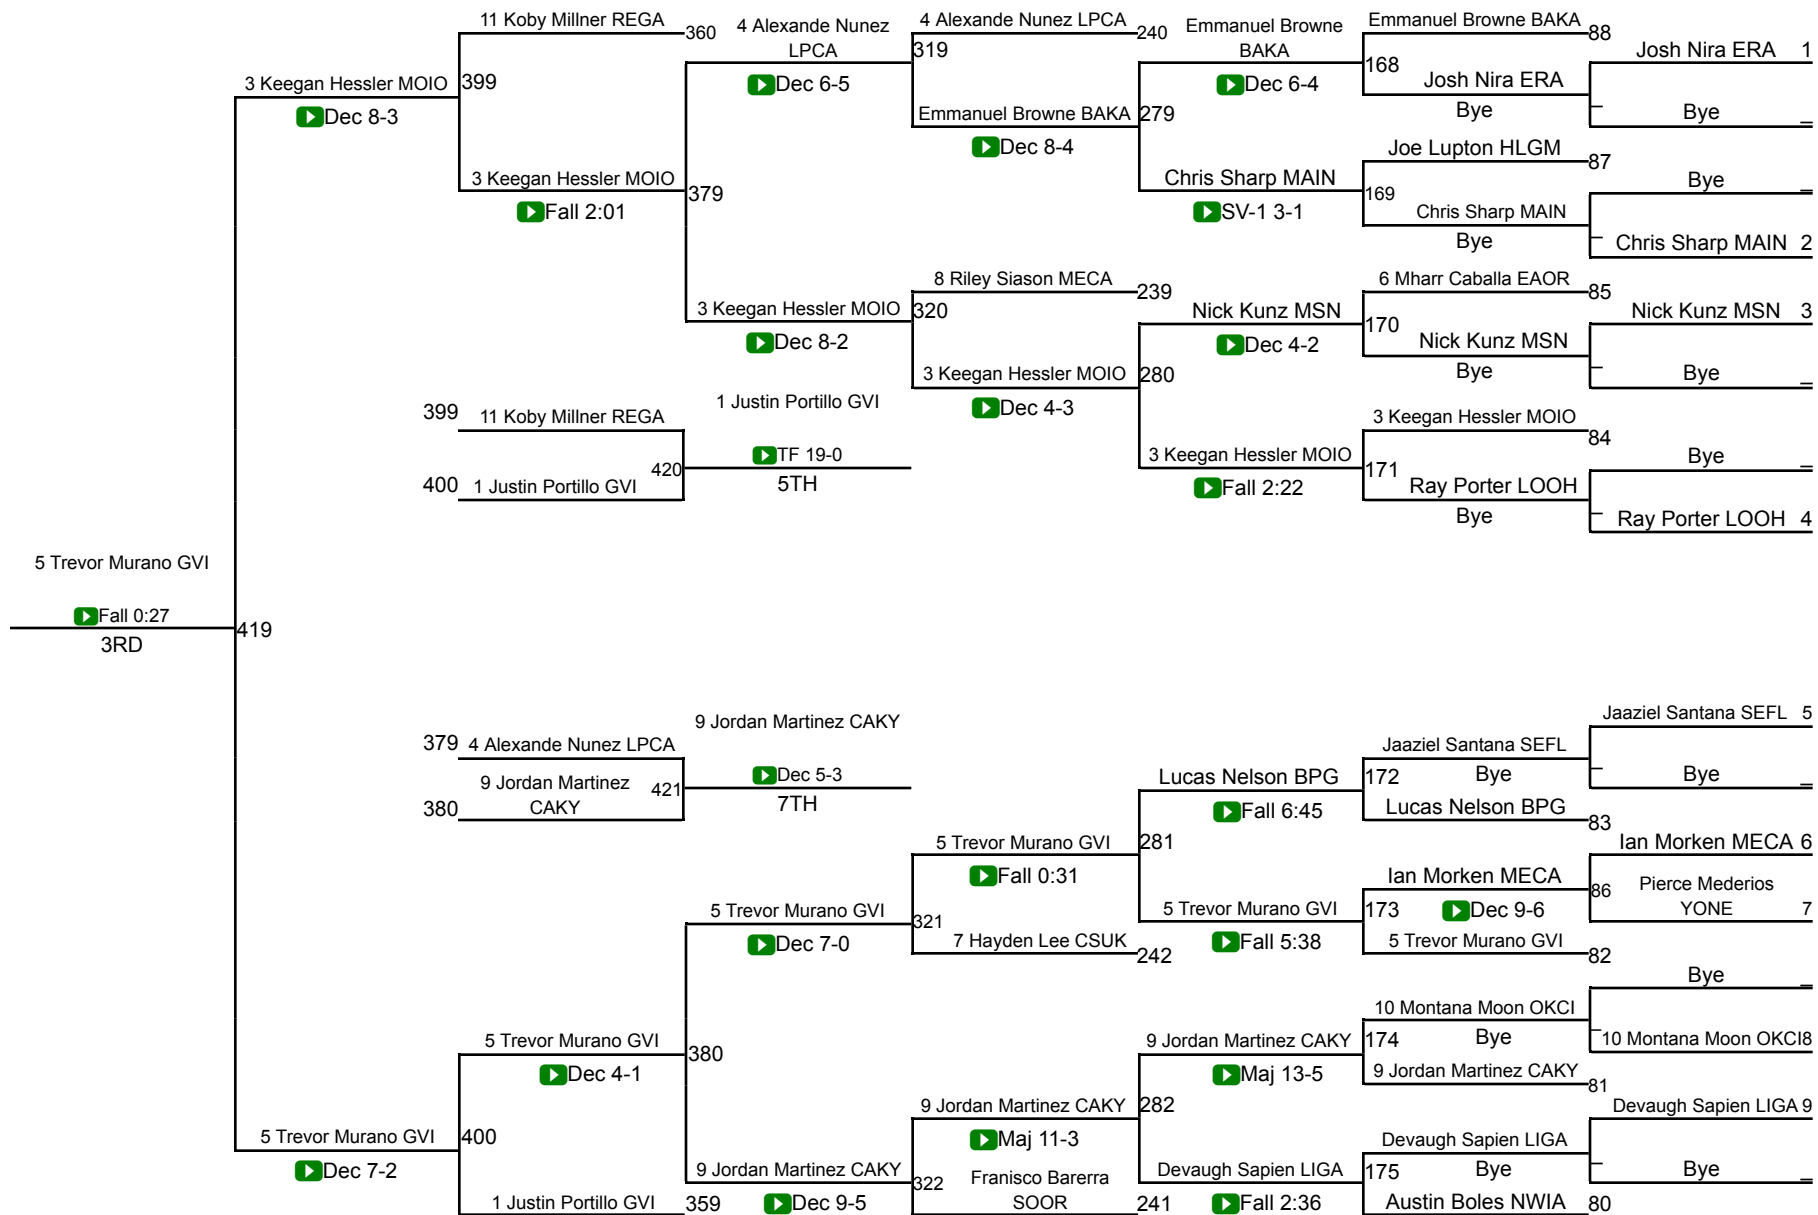 11 Koby Millner REGA
360
4 Alexande Nunez
LPCA
4 Alexande Nunez LPCA
240
Emmanuel Browne
BAKA
Emmanuel Browne BAKA
88
Josh Nira ERA 1
3 Keegan Hessler MOIO
399
Dec 8-3
Dec 6-5
319
Dec 6-4
168
Josh Nira ERA
Bye
Bye _
Emmanuel Browne BAKA
279
Dec 8-4
Joe Lupton HLGM
87
Bye _
3 Keegan Hessler MOIO
379
Fall 2:01
Chris Sharp MAIN
SV-1 3-1
169
Chris Sharp MAIN
Bye
Chris Sharp MAIN 2
8 Riley Siason MECA
239
6 Mharr Caballa EAOR
85
3 Keegan Hessler MOIO
320
Dec 8-2
Nick Kunz MSN
Dec 4-2
170
Nick Kunz MSN
Bye
Nick Kunz MSN 3
Bye _
3 Keegan Hessler MOIO
280
Dec 4-3
399
11 Koby Millner REGA
1 Justin Portillo GVI
3 Keegan Hessler MOIO
84
Bye _
420
TF 19-0
5TH
400
1 Justin Portillo GVI
3 Keegan Hessler MOIO
Fall 2:22
171
Ray Porter LOOH
Bye
Ray Porter LOOH 4
5 Trevor Murano GVI
Fall 0:27
3RD
419
9 Jordan Martinez CAKY
Jaaziel Santana SEFL 5
379
4 Alexande Nunez LPCA
Jaaziel Santana SEFL
Bye
Bye _
9 Jordan Martinez
CAKY
380
421
Dec 5-3
7TH
Lucas Nelson BPG
Fall 6:45
172
Lucas Nelson BPG
83
5 Trevor Murano GVI
281
Fall 0:31
Ian Morken MECA 6
Ian Morken MECA
86
Dec 9-6
Pierce Mederios
YONE 7
5 Trevor Murano GVI
Dec 7-0
321
7 Hayden Lee CSUK
242
5 Trevor Murano GVI
Fall 5:38
173
5 Trevor Murano GVI
82
Bye _
10 Montana Moon OKCI
Bye
10 Montana Moon OKCI8
5 Trevor Murano GVI
380
Dec 4-1
9 Jordan Martinez CAKY
174
Maj 13-5
9 Jordan Martinez CAKY
81
9 Jordan Martinez CAKY
282
Maj 11-3
Devaugh Sapien LIGA 9
5 Trevor Murano GVI
400
Dec 7-2
Devaugh Sapien LIGA
Bye
Bye _
9 Jordan Martinez CAKY
322
Dec 9-5
Franisco Barerra
SOOR
241
Devaugh Sapien LIGA
175
Fall 2:36
1 Justin Portillo GVI
359
Austin Boles NWIA
80